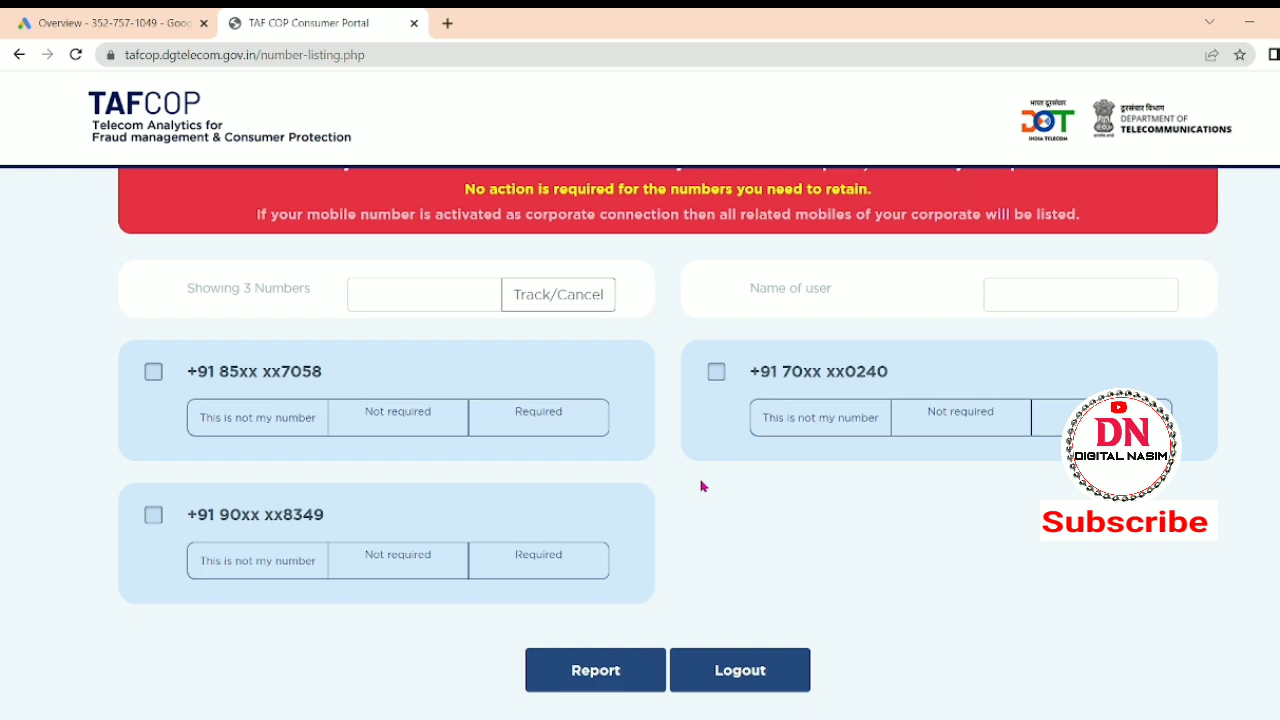 Overview - 352-757-1049 - Goog
TAF COP Consumer Portal
tafcop.dgtelecom.gov.in/number-listing.php
TAFCOP
Telecom Analytics for
Fraud management & Consumer Protection
भारत दूरसंचार
DOT
INDIA TELECOM
दूरसंचार विभाग
DEPARTMENT OF
TELECOMMUNICATIONS
No action is required for the numbers you need to retain.
If your mobile number is activated as corporate connection then all related mobiles of your corporate will be listed.
Showing 3 Numbers
Track/Cancel
Name of user
+91 85xx xx7058
This is not my number
Not required
Required
+91 70xx xx0240
This is not my number
Not required
+91 90xx xx8349
This is not my number
Not required
Required
DN
DIGITAL NASIM
Subscribe
Report
Logout